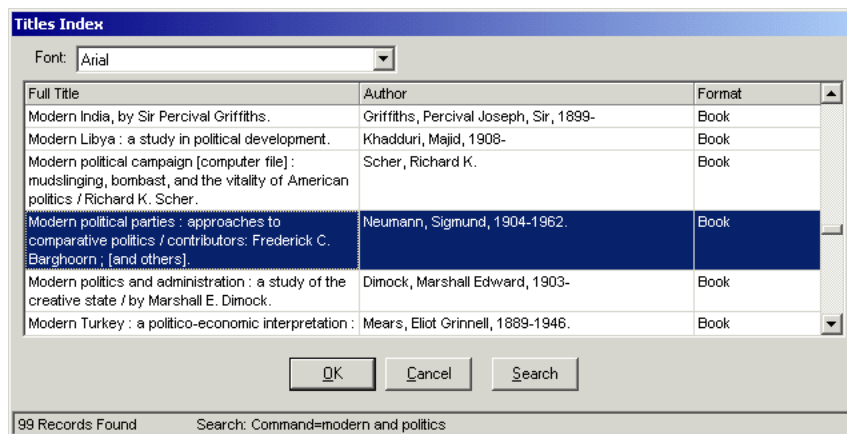 Titles Index
Font: Arial
Full Title Author Format
Modern India, by Sir Percival Griffiths. Griffiths, Percival Joseph, Sir, 1899- Book
Modern Libya : a study in political development. Khadduri, Majid, 1908- Book
Modern political campaign [computer file] : Scher, Richard K. Book
mudslinging, bombast, and the vitality of American
politics / Richard K. Scher.
Modern political parties : approaches to Neumann, Sigmund, 1904-1962. Book
comparative politics / contributors: Frederick C.
Barghoorn ; [and others].
Modern politics and administration : a study of the Dimock, Marshall Edward, 1903- Book
creative state / by Marshall E. Dimock.
Modern Turkey : a politico-economic interpretation : Mears, Eliot Grinnell, 1889-1946. Book
OK Cancel Search
99 Records Found Search: Command=modern and politics